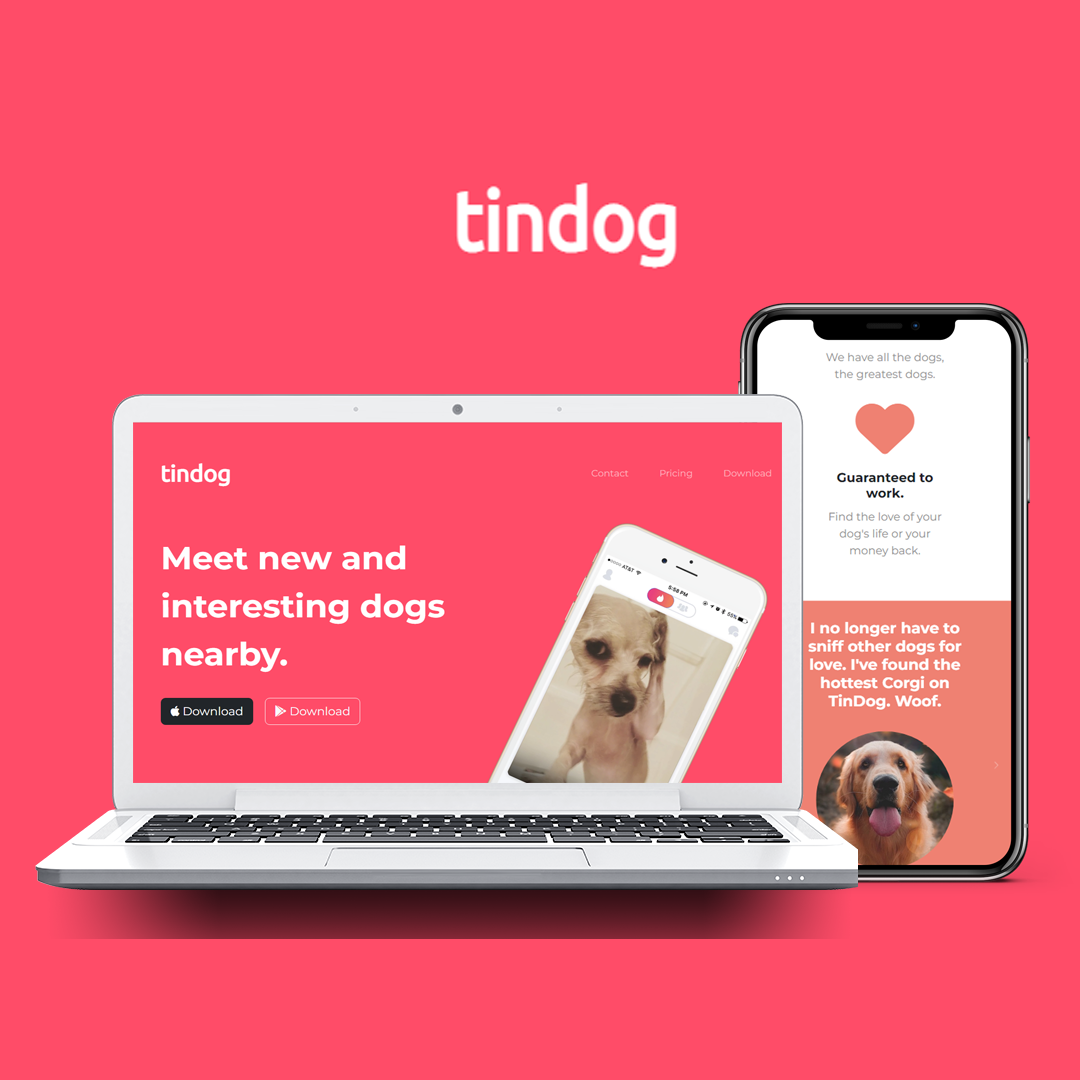 tindog
tindog
Contact Pricing Download
Meet new and
interesting dogs
nearby.
Download Download
AT&T 5:58 PM 55%
We have all the dogs,
the greatest dogs.
Guaranteed to
work.
Find the love of your
dog's life or your
money back.
I no longer have to
sniff other dogs for
love. I've found the
hottest Corgi on
TinDog. Woof.